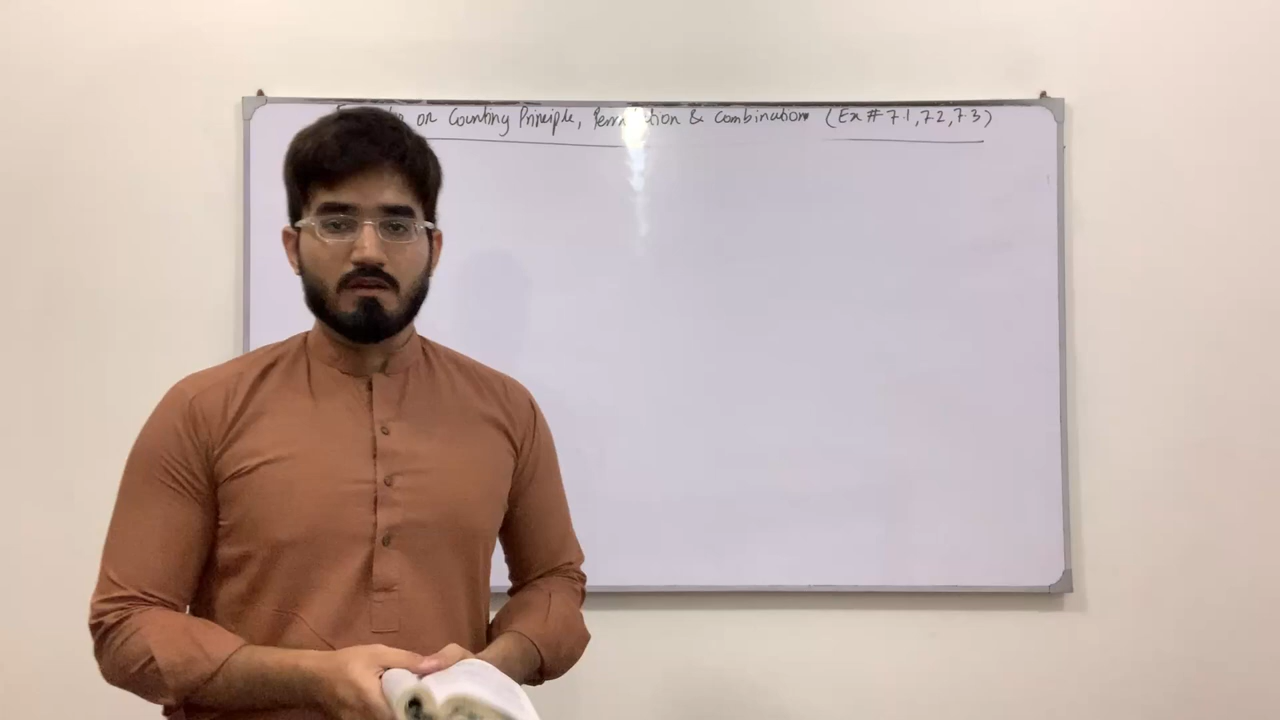 on Counting Principle, Permutation & Combination (Ex # 7.1, 7.2, 7.3)